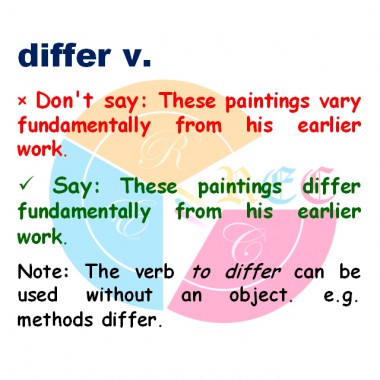 differ v.
× Don't say: These paintings vary
fundamentally from his earlier
work.
✓ Say: These paintings differ
fundamentally from his earlier
work.
Note: The verb to differ can be
used without an object. e.g.
methods differ.
R
C
C
BEC